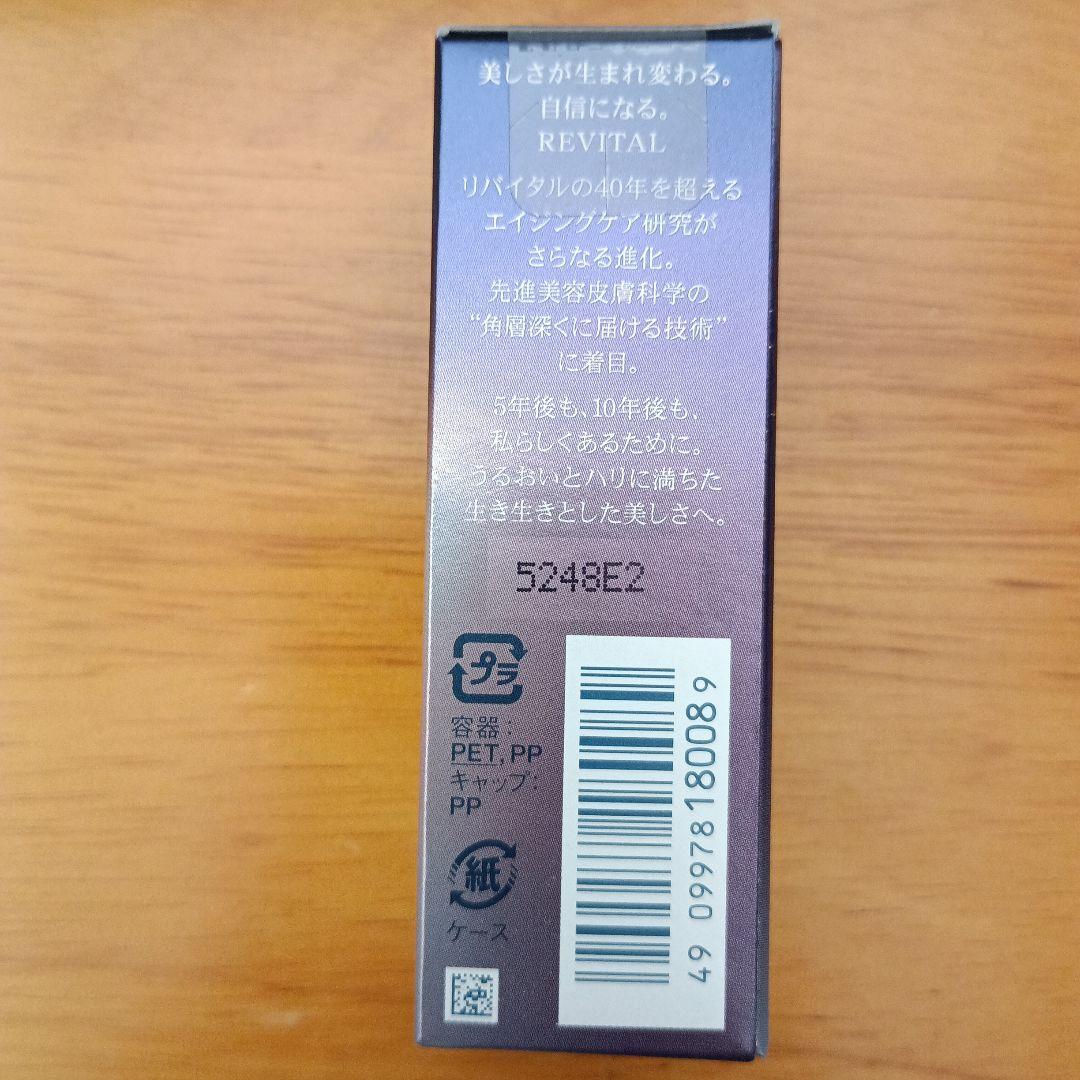 美しさが生まれ変わる。
自信になる。
REVITAL
リバイタルの40年を超える
エイジングケア研究が
さらなる進化。
先進美容皮膚科学の
“角層深くに届ける技術”
に着目。
5年後も、10年後も、
私らしくあるために。
うるおいとハリに満ちた
生き生きとした美しさへ。
5248E2
プラ
容器：
PET, PP
キャップ：
PP
紙
ケース
49 09978 180089